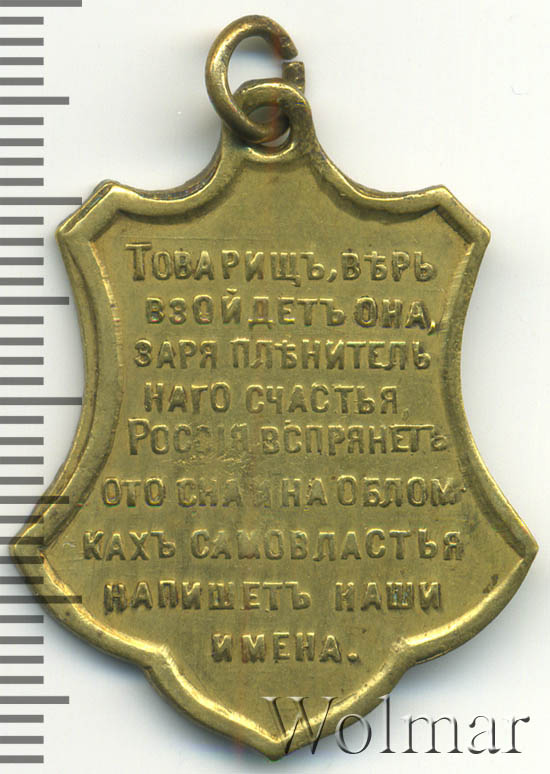 Товарищъ, вѣрь
взойдетъ она,
заря плѣнитель
наго счастья,
Россія вспрянетъ
ото сна и на облом-
кахъ самовластья
напишетъ наши
имена.
Wolmar